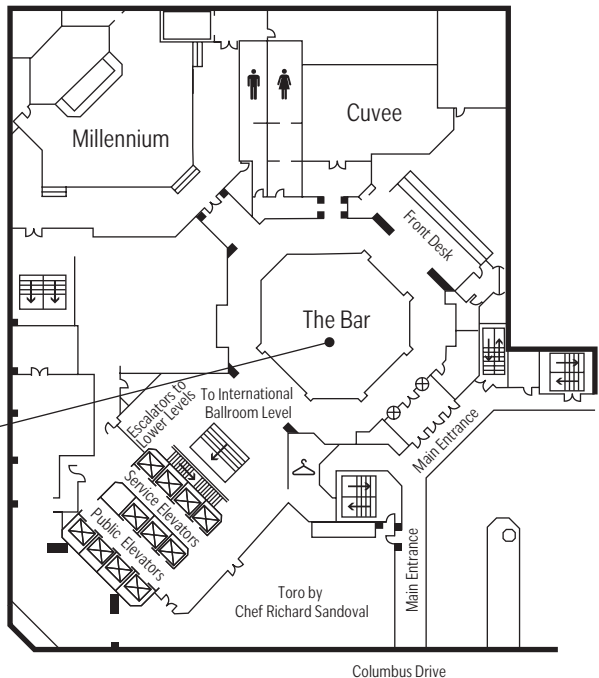 Millennium
Cuvee
Front Desk
The Bar
Escalators to
Lower Levels
To International
Ballroom Level
Service Elevators
Public Elevators
Main Entrance
Main Entrance
Toro by
Chef Richard Sandoval
Columbus Drive